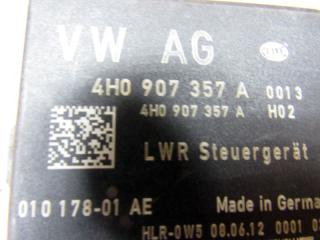 VW AG
4H0 907 357 A 0013
4H0 907 357 A H02
LWR Steuergerät
010 178-01 AE Made in German
HLR-0W5 08.06.12 0001